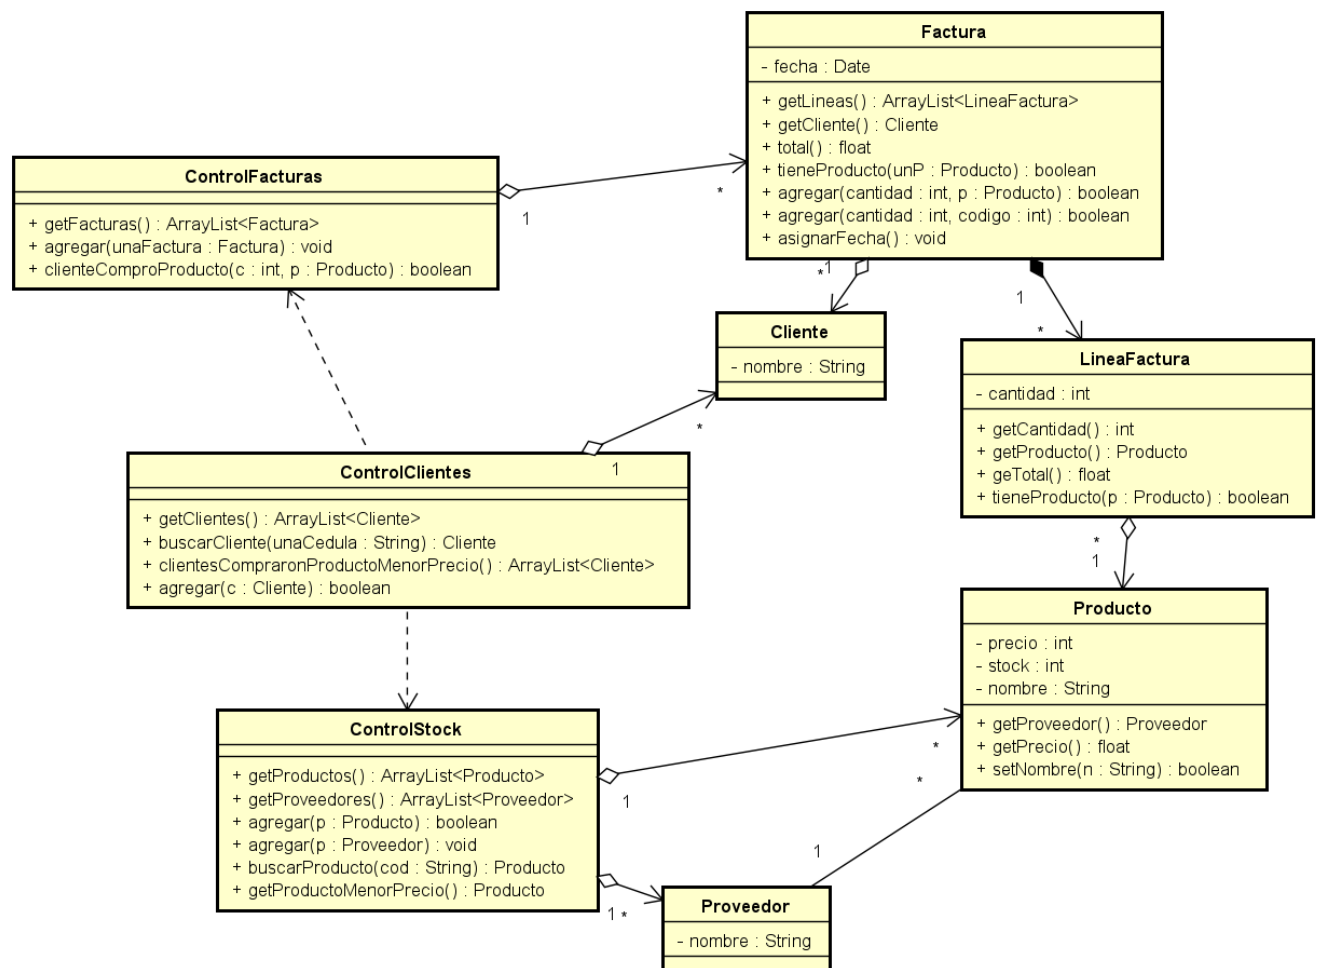 Factura
- fecha : Date
+ getLineas() : ArrayList<LineaFactura>
+ getCliente() : Cliente
+ total() : float
+ tieneProducto(unP : Producto) : boolean
+ agregar(cantidad : int, p : Producto) : boolean
+ agregar(cantidad : int, codigo : int) : boolean
+ asignarFecha() : void
ControlFacturas
+ getFacturas() : ArrayList<Factura>
+ agregar(unaFactura : Factura) : void
+ clienteComproProducto(c : int, p : Producto) : boolean
1
*
*
1
1
*
Cliente
- nombre : String
LineaFactura
- cantidad : int
+ getCantidad() : int
+ getProducto() : Producto
+ geTotal() : float
+ tieneProducto(p : Producto) : boolean
*
1
ControlClientes
+ getClientes() : ArrayList<Cliente>
+ buscarCliente(unaCedula : String) : Cliente
+ clientesCompraronProductoMenorPrecio() : ArrayList<Cliente>
+ agregar(c : Cliente) : boolean
*
1
Producto
- precio : int
- stock : int
- nombre : String
+ getProveedor() : Proveedor
+ getPrecio() : float
+ setNombre(n : String) : boolean
ControlStock
+ getProductos() : ArrayList<Producto>
+ getProveedores() : ArrayList<Proveedor>
+ agregar(p : Producto) : boolean
+ agregar(p : Proveedor) : void
+ buscarProducto(cod : String) : Producto
+ getProductoMenorPrecio() : Producto
*
1
*
1
1
*
Proveedor
- nombre : String